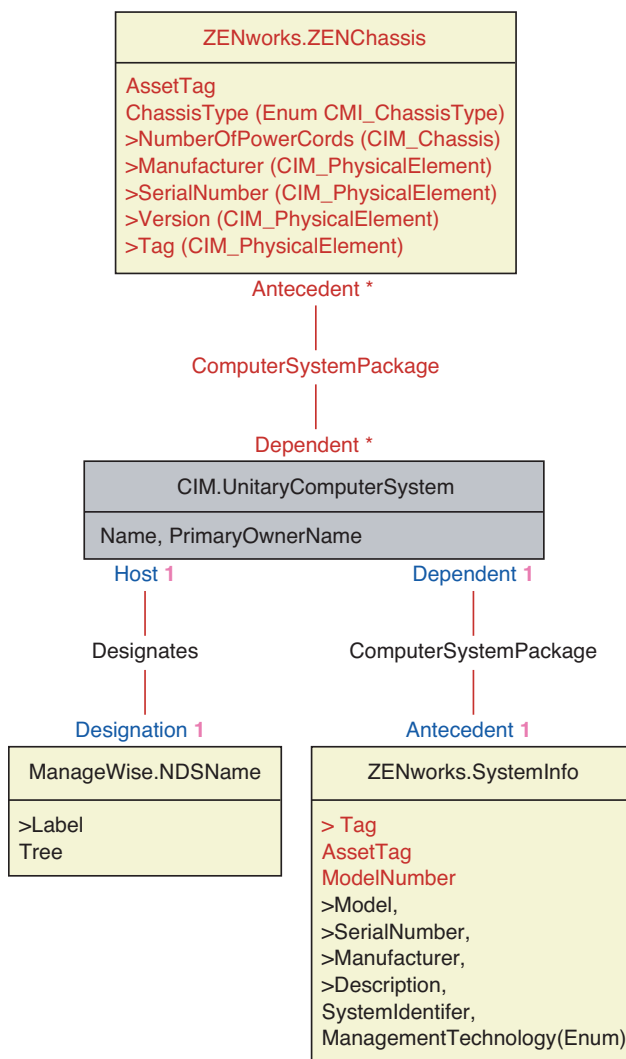 ZENworks.ZENChassis
AssetTag
ChassisType (Enum CMI_ChassisType)
>NumberOfPowerCords (CIM_Chassis)
>Manufacturer (CIM_PhysicalElement)
>SerialNumber (CIM_PhysicalElement)
>Version (CIM_PhysicalElement)
>Tag (CIM_PhysicalElement)
Antecedent *
ComputerSystemPackage
Dependent *
CIM.UnitaryComputerSystem
Name, PrimaryOwnerName
Host 1
Dependent 1
Designates
ComputerSystemPackage
Designation 1
Antecedent 1
ManageWise.NDSName
>Label
Tree
ZENworks.SystemInfo
> Tag
AssetTag
ModelNumber
>Model,
>SerialNumber,
>Manufacturer,
>Description,
SystemIdentifer,
ManagementTechnology(Enum)